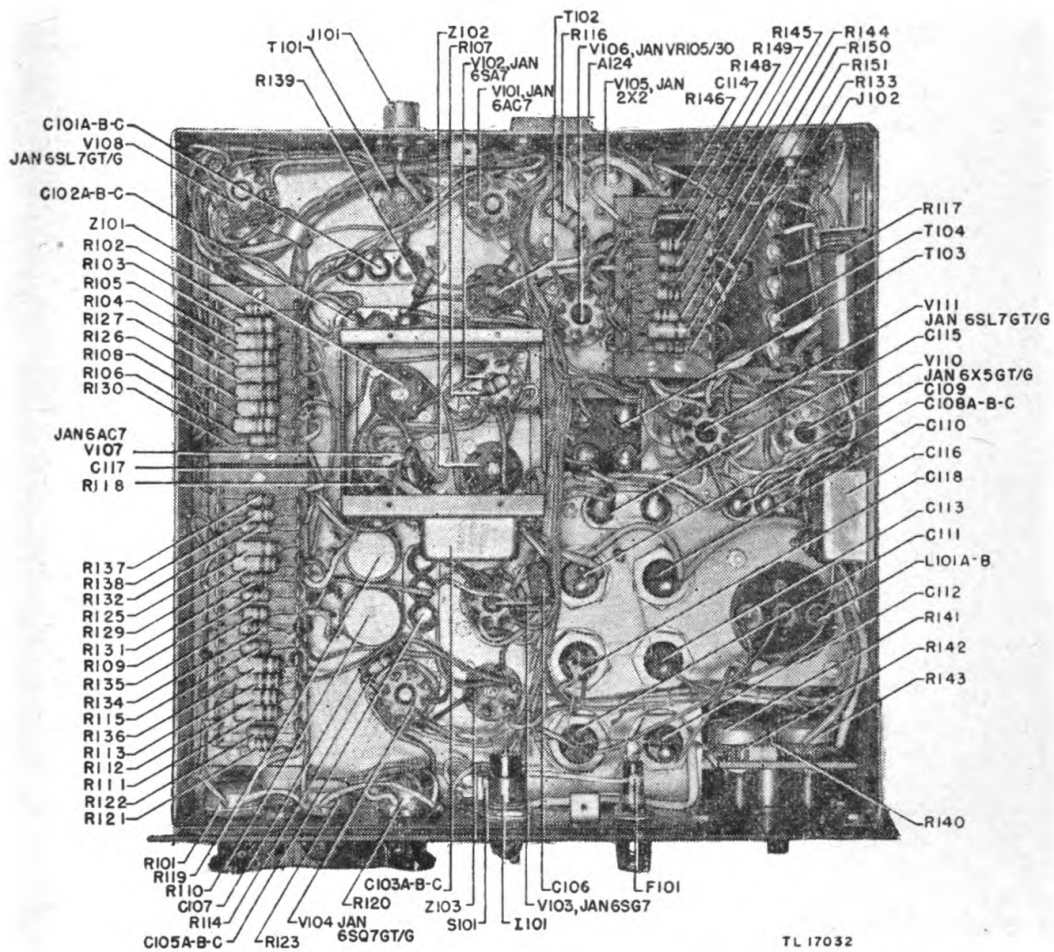 T102
R116
V106, JAN VR105/30
A124
V105, JAN
2X2
Z102
R107
V102, JAN
6SA7
V101, JAN
6AC7
J101
T101
R139
R145
R149
R148
C114
R146
R144
R150
R151
R133
J102
C101A-B-C
V108
JAN 6SL7GT/G
C102A-B-C
Z101
R102
R103
R105
R104
R127
R126
R108
R106
R130
JAN 6AC7
V107
C117
R118
R137
R138
R132
R125
R129
R131
R109
R135
R134
R115
R136
R113
R112
R111
R122
R121
R117
T104
T103
V111
JAN 6SL7GT/G
C115
V110
JAN 6X5GT/G
C109
C108A-B-C
C110
C116
C118
C113
C111
L101A-B
C112
R141
R142
R143
R140
R101
R119
R110
C107
R114
C105A-B-C
R123
V104 JAN
6SQ7GT/G
R120
C103A-B-C
Z103
S101
I101
V103, JAN 6SG7
C106
F101
TL 17032